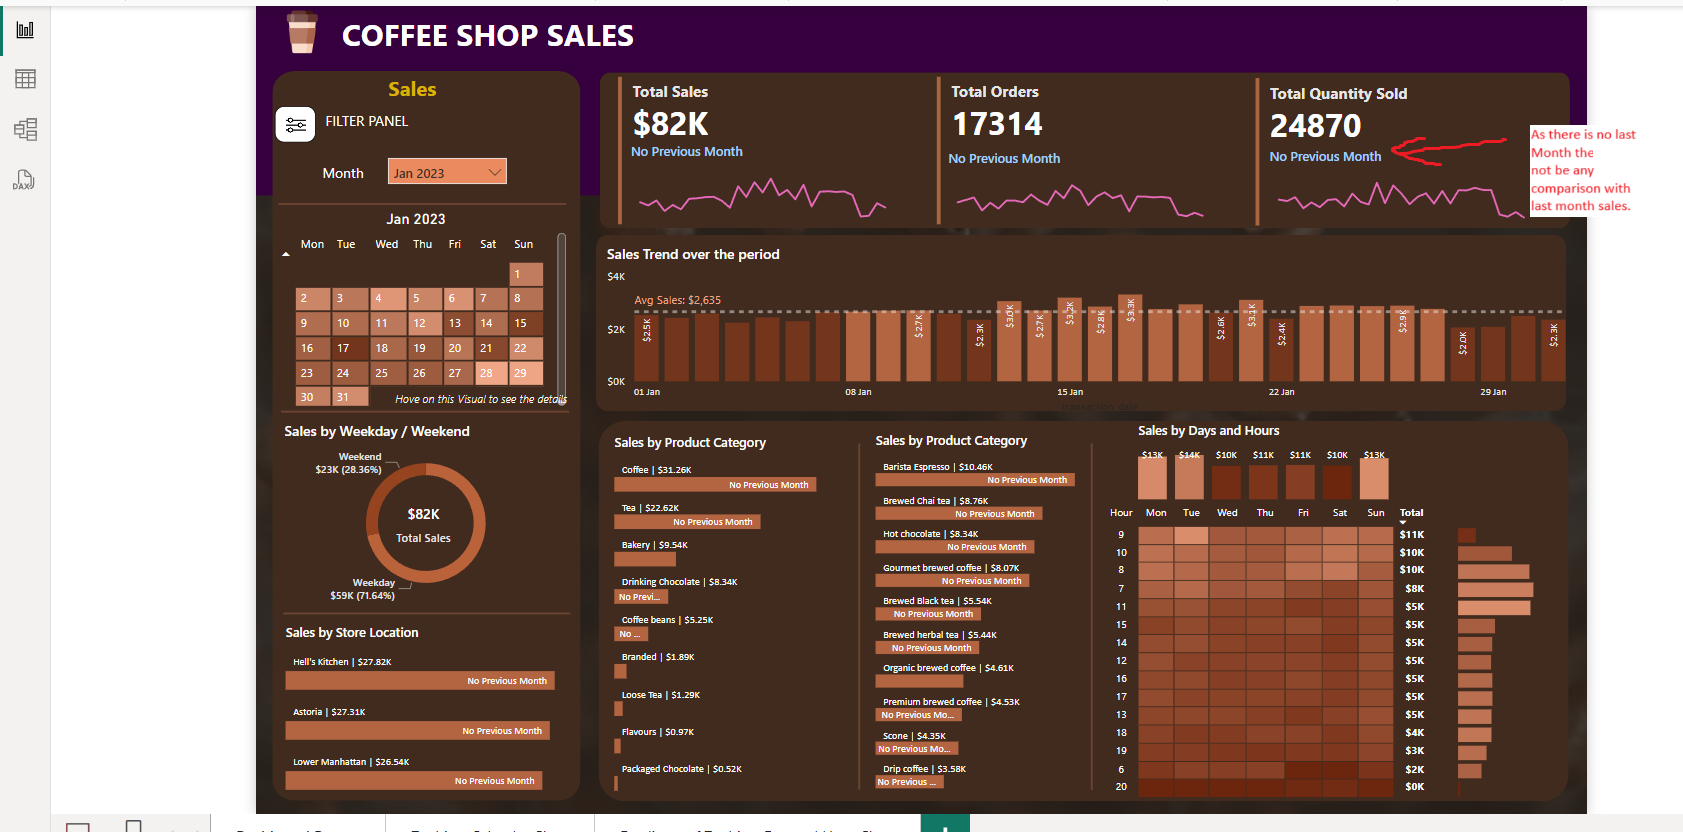 COFFEE SHOP SALES
Sales
FILTER PANEL
Month
Jan 2023
Jan 2023
Mon Tue Wed Thu Fri Sat Sun
1
2 3 4 5 6 7 8
9 10 11 12 13 14 15
16 17 18 19 20 21 22
23 24 25 26 27 28 29
30 31
Hove on this Visual to see the details
Sales by Weekday / Weekend
Weekend
$23K (28.36%)
$82K
Total Sales
Weekday
$59K (71.64%)
Sales by Store Location
Hell's Kitchen | $27.82K
No Previous Month
Astoria | $27.31K
No Previous Month
Lower Manhattan | $26.54K
No Previous Month
Total Sales
$82K
No Previous Month
Total Orders
17314
No Previous Month
Total Quantity Sold
24870
No Previous Month
As there is no last
Month the
not be any
comparison with
last month sales.
Sales Trend over the period
$4K
$2K
$0K
Avg Sales: $2,635
$2.5K $2.7K $2.3K $3.0K $2.7K $3.2K $2.8K $3.3K $2.6K $3.1K $2.4K $2.9K $2.0K $2.3K
01 Jan 08 Jan 15 Jan 22 Jan 29 Jan
Sales by Product Category
Coffee | $31.26K
No Previous Month
Tea | $22.62K
No Previous Month
Bakery | $9.54K
Drinking Chocolate | $8.34K
No Previ...
Coffee beans | $5.25K
No ...
Branded | $1.89K
Loose Tea | $1.29K
Flavours | $0.97K
Packaged Chocolate | $0.52K
Sales by Product Category
Barista Espresso | $10.46K
No Previous Month
Brewed Chai tea | $8.76K
No Previous Month
Hot chocolate | $8.34K
No Previous Month
Gourmet brewed coffee | $8.07K
No Previous Month
Brewed Black tea | $5.54K
No Previous Month
Brewed herbal tea | $5.44K
No Previous Month
Organic brewed coffee | $4.61K
Premium brewed coffee | $4.53K
No Previous Mo...
Scone | $4.35K
No Previous Mo...
Drip coffee | $3.58K
No Previous ...
Sales by Days and Hours
$13K $14K $10K $11K $11K $10K $13K
Hour Mon Tue Wed Thu Fri Sat Sun Total
9 $11K
10 $10K
8 $10K
7 $8K
11 $5K
15 $5K
14 $5K
12 $5K
16 $5K
17 $5K
13 $5K
18 $4K
19 $3K
6 $2K
20 $0K
DAX